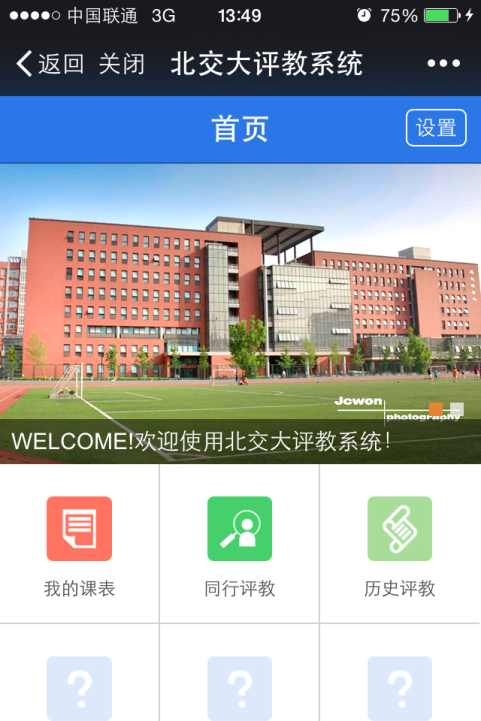 中国联通 3G 13:49 75%
返回 关闭 北交大评教系统
首页 设置
Jcwon
photography
WELCOME!欢迎使用北交大评教系统!
我的课表 同行评教 历史评教
? ? ?